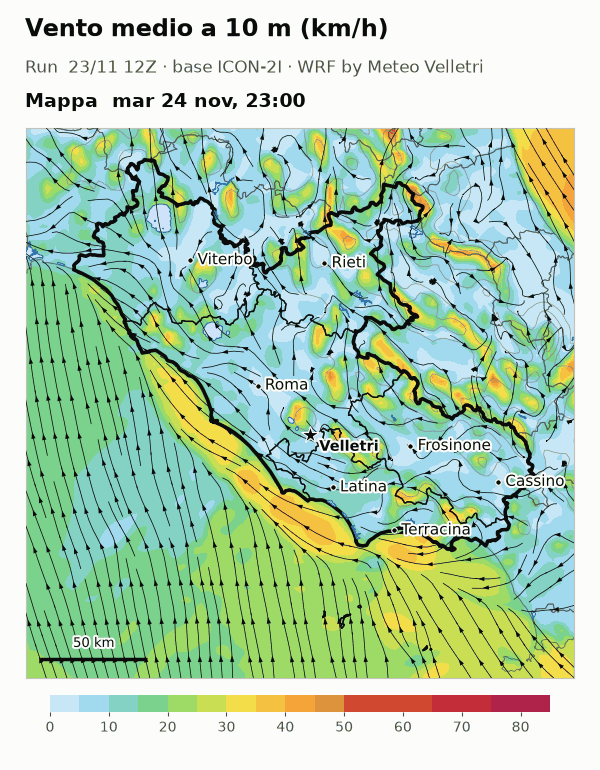 Vento medio a 10 m (km/h)
Run  23/11 12Z · base ICON-2I · WRF by Meteo Velletri
Mappa  mar 24 nov, 23:00
Viterbo
Rieti
Roma
Velletri
Frosinone
Cassino
Latina
Terracina
50 km
0 10 20 30 40 50 60 70 80